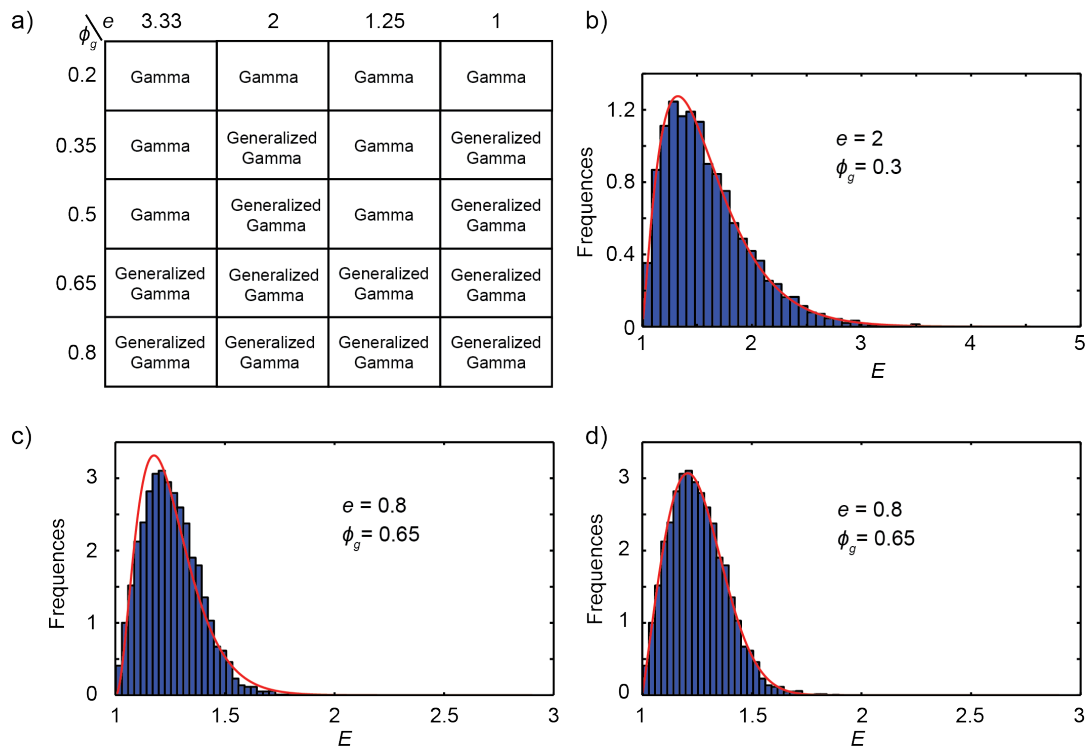 a)
ϕg \ e 3.33 2 1.25 1
0.2 Gamma Gamma Gamma Gamma
0.35 Gamma Generalized Gamma Gamma Generalized Gamma
0.5 Gamma Generalized Gamma Gamma Generalized Gamma
0.65 Generalized Gamma Generalized Gamma Generalized Gamma Generalized Gamma
0.8 Generalized Gamma Generalized Gamma Generalized Gamma Generalized Gamma
b)
Frequences
1.2
0.8
0.4
0
e = 2
ϕg = 0.3
1 2 3 4 5
E
c)
Frequences
3
2
1
0
e = 0.8
ϕg = 0.65
1 1.5 2 2.5 3
E
d)
Frequences
3
2
1
0
e = 0.8
ϕg = 0.65
1 1.5 2 2.5 3
E